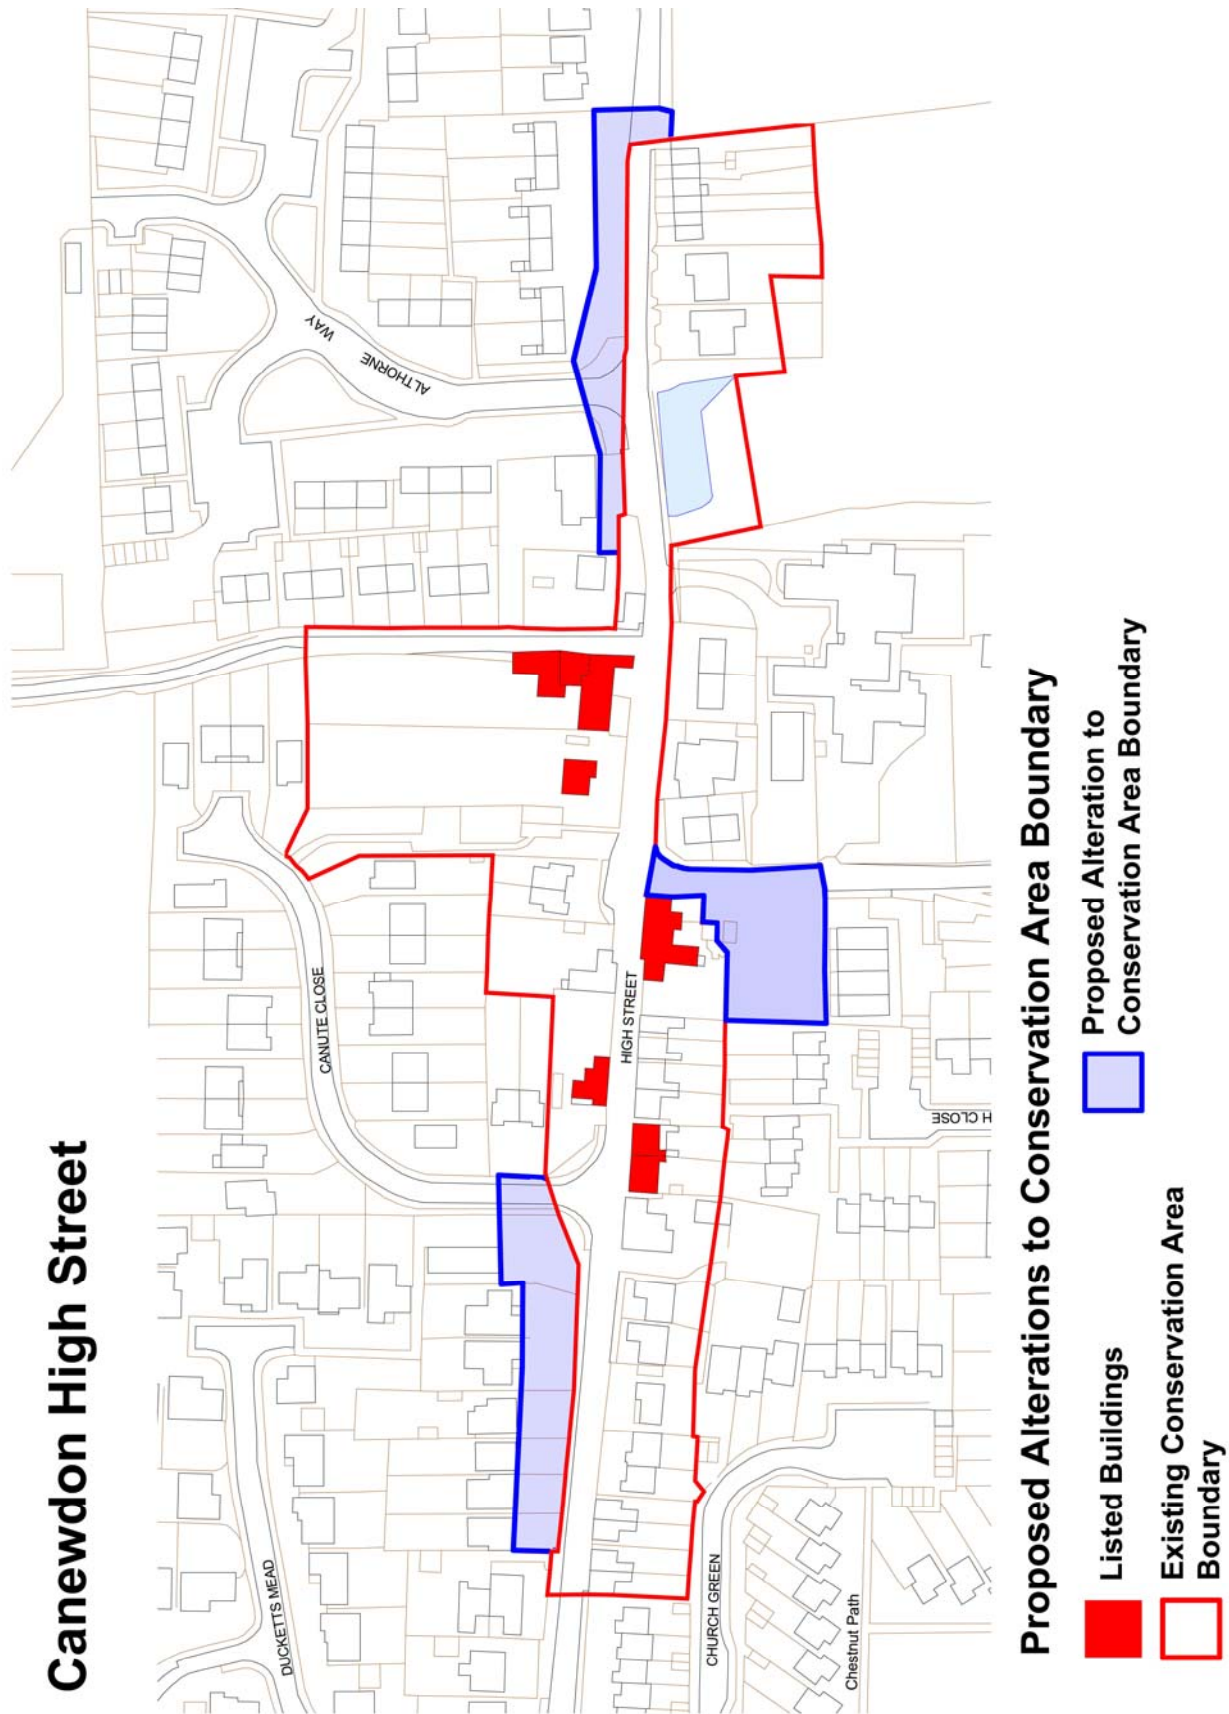 Canewdon High Street
DUCKETTS MEAD
CANUTE CLOSE
ALTHORNE
WAY
HIGH STREET
CHURCH GREEN
Chestnut Path
H CLOSE
Proposed Alterations to Conservation Area Boundary
Listed Buildings
Existing Conservation Area
Boundary
Proposed Alteration to
Conservation Area Boundary